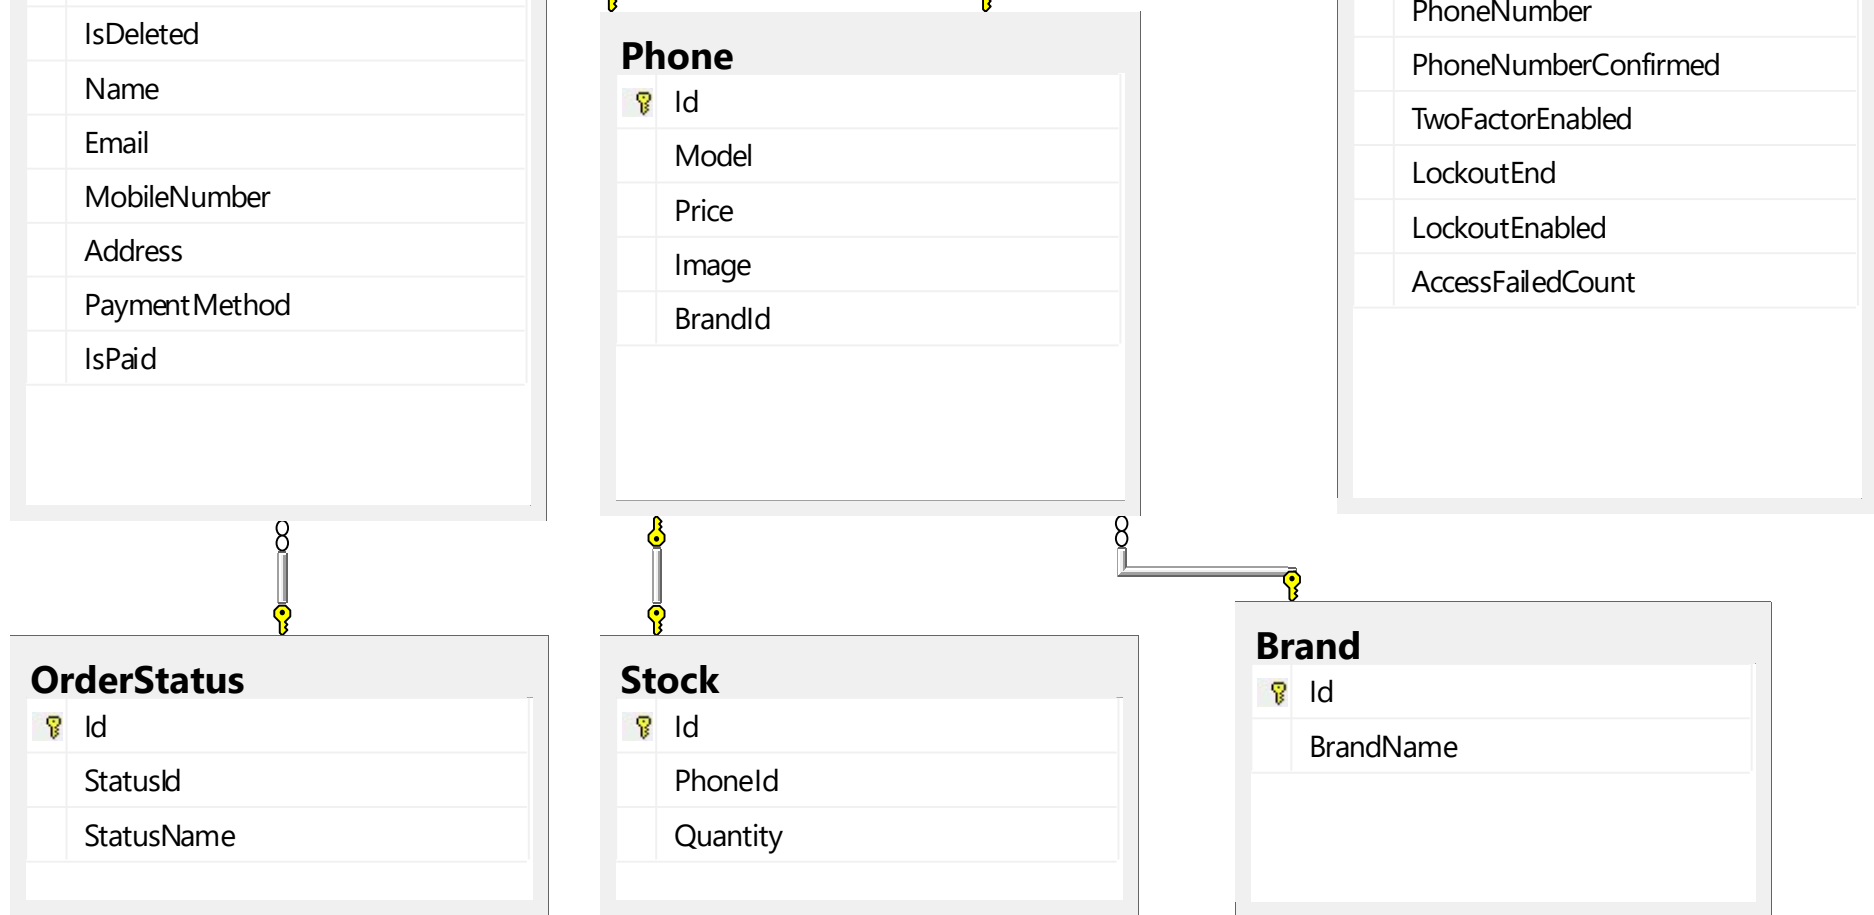 IsDeleted
Name
Email
MobileNumber
Address
PaymentMethod
IsPaid
Phone
Id
Model
Price
Image
BrandId
PhoneNumber
PhoneNumberConfirmed
TwoFactorEnabled
LockoutEnd
LockoutEnabled
AccessFailedCount
OrderStatus
Id
StatusId
StatusName
Stock
Id
PhoneId
Quantity
Brand
Id
BrandName